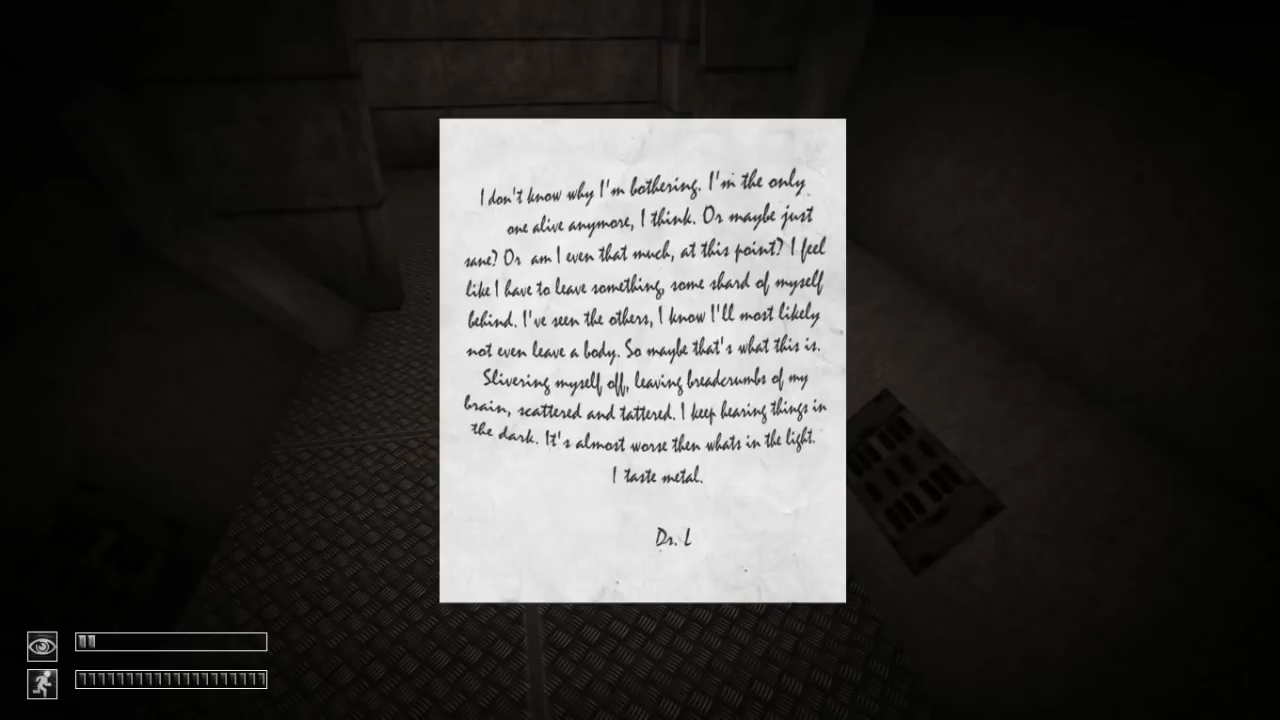 I don't know why I'm bothering. I'm the only
one alive anymore, I think. Or maybe just
sane? Or am I even that much, at this point? I feel
like I have to leave something, some shard of myself
behind. I've seen the others, I know I'll most likely
not even leave a body. So maybe that's what this is.
Slivering myself off, leaving breadcrumbs of my
brain, scattered and tattered. I keep hearing things in
the dark. It's almost worse then whats in the light.
I taste metal.
Dr. L